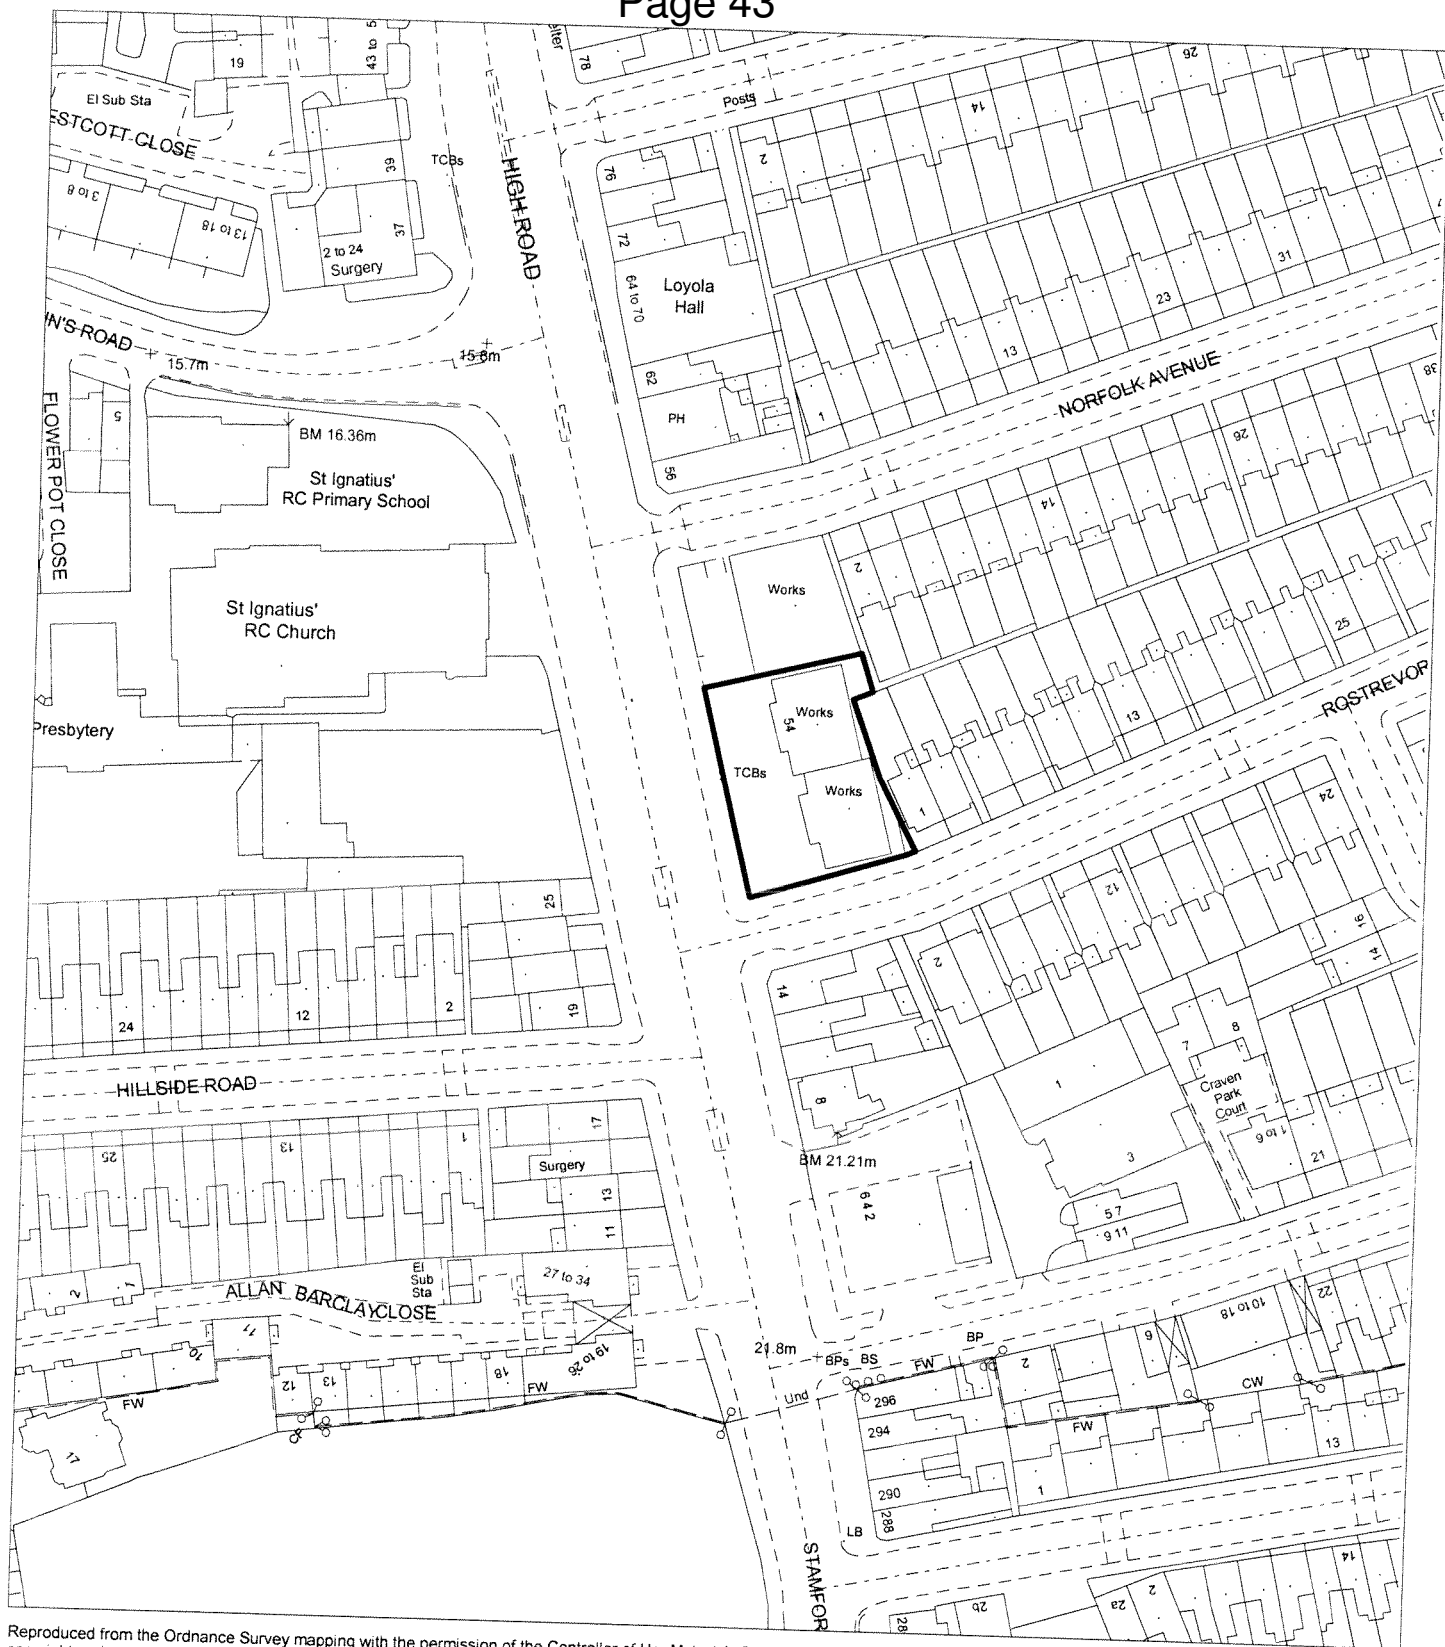 Page 43
19
43 to 5
elter
78
26
El Sub Sta
ESTCOTT CLOSE
Posts
14
39
TCBs
HIGH ROAD
76
2
3 to 8
13 to 18
37
2 to 24
Surgery
72
64 to 70
Loyola
Hall
31
23
N'S ROAD
15.7m
15.8m
13
62
NORFOLK AVENUE
38
FLOWER POT CLOSE
5
PH
1
BM 16.36m
26
56
St Ignatius'
RC Primary School
14
Works
2
St Ignatius'
RC Church
25
ROSTREVOR
Presbytery
54
Works
13
TCBs
Works
1
24
12
25
2
16
14
14
24
12
2
19
8
7
HILLSIDE ROAD
1
Craven
Park
Court
8
17
25
13
1
1 to 6
BM 21.21m
Surgery
3
21
13
6 4 2
5 7
11
9 11
El
Sub
Sta
27 to 34
2
1
ALLAN BARCLAY CLOSE
22
10 to 18
77
70
21.8m
BP
6
BPs
BS
FW
2
12
13
18
19 to 26
FW
FW
Und
296
CW
294
FW
17
13
290
1
288
LB
STAMFOR
14
2
2a
2b
28
Reproduced from the Ordnance Survey mapping with the permission of the Controller of